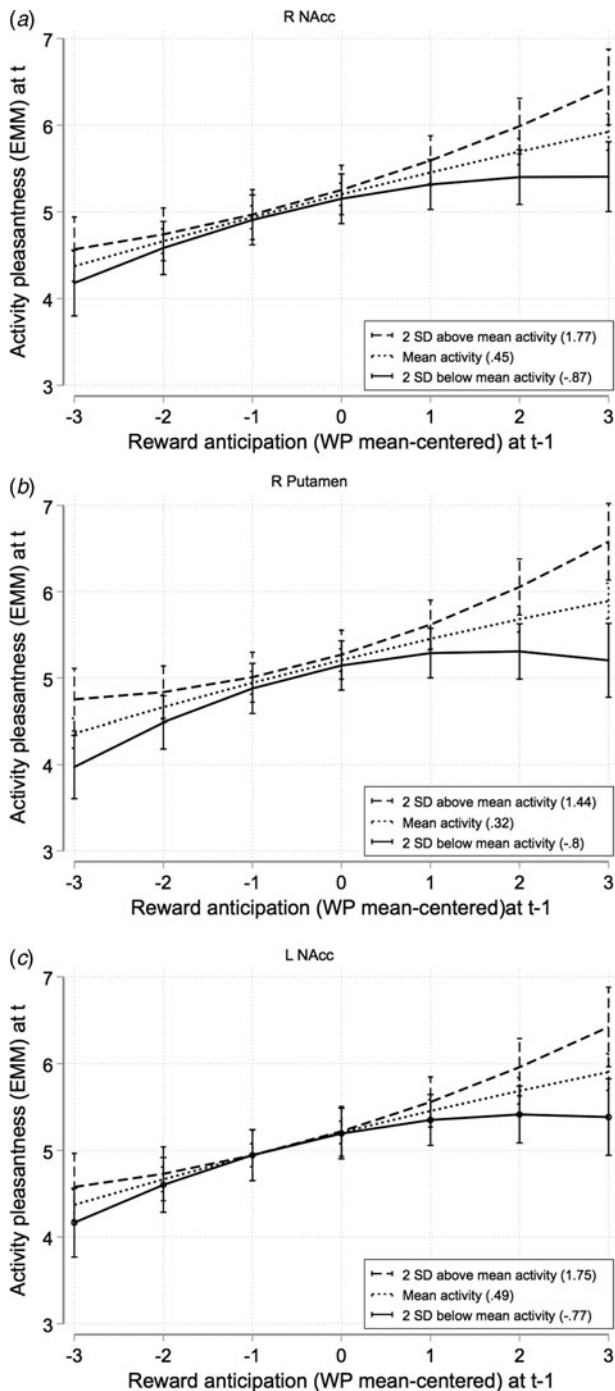 (a)
R NAcc
Activity pleasantness (EMM) at t
7
6
5
4
3
2 SD above mean activity (1.77)
Mean activity (.45)
2 SD below mean activity (-.87)
-3 -2 -1 0 1 2 3
Reward anticipation (WP mean-centered) at t-1
(b)
R Putamen
Activity pleasantness (EMM) at t
7
6
5
4
3
2 SD above mean activity (1.44)
Mean activity (.32)
2 SD below mean activity (-.8)
-3 -2 -1 0 1 2 3
Reward anticipation (WP mean-centered)at t-1
(c)
L NAcc
Activity pleasantness (EMM) at t
7
6
5
4
3
2 SD above mean activity (1.75)
Mean activity (.49)
2 SD below mean activity (-.77)
-3 -2 -1 0 1 2 3
Reward anticipation (WP mean-centered) at t-1